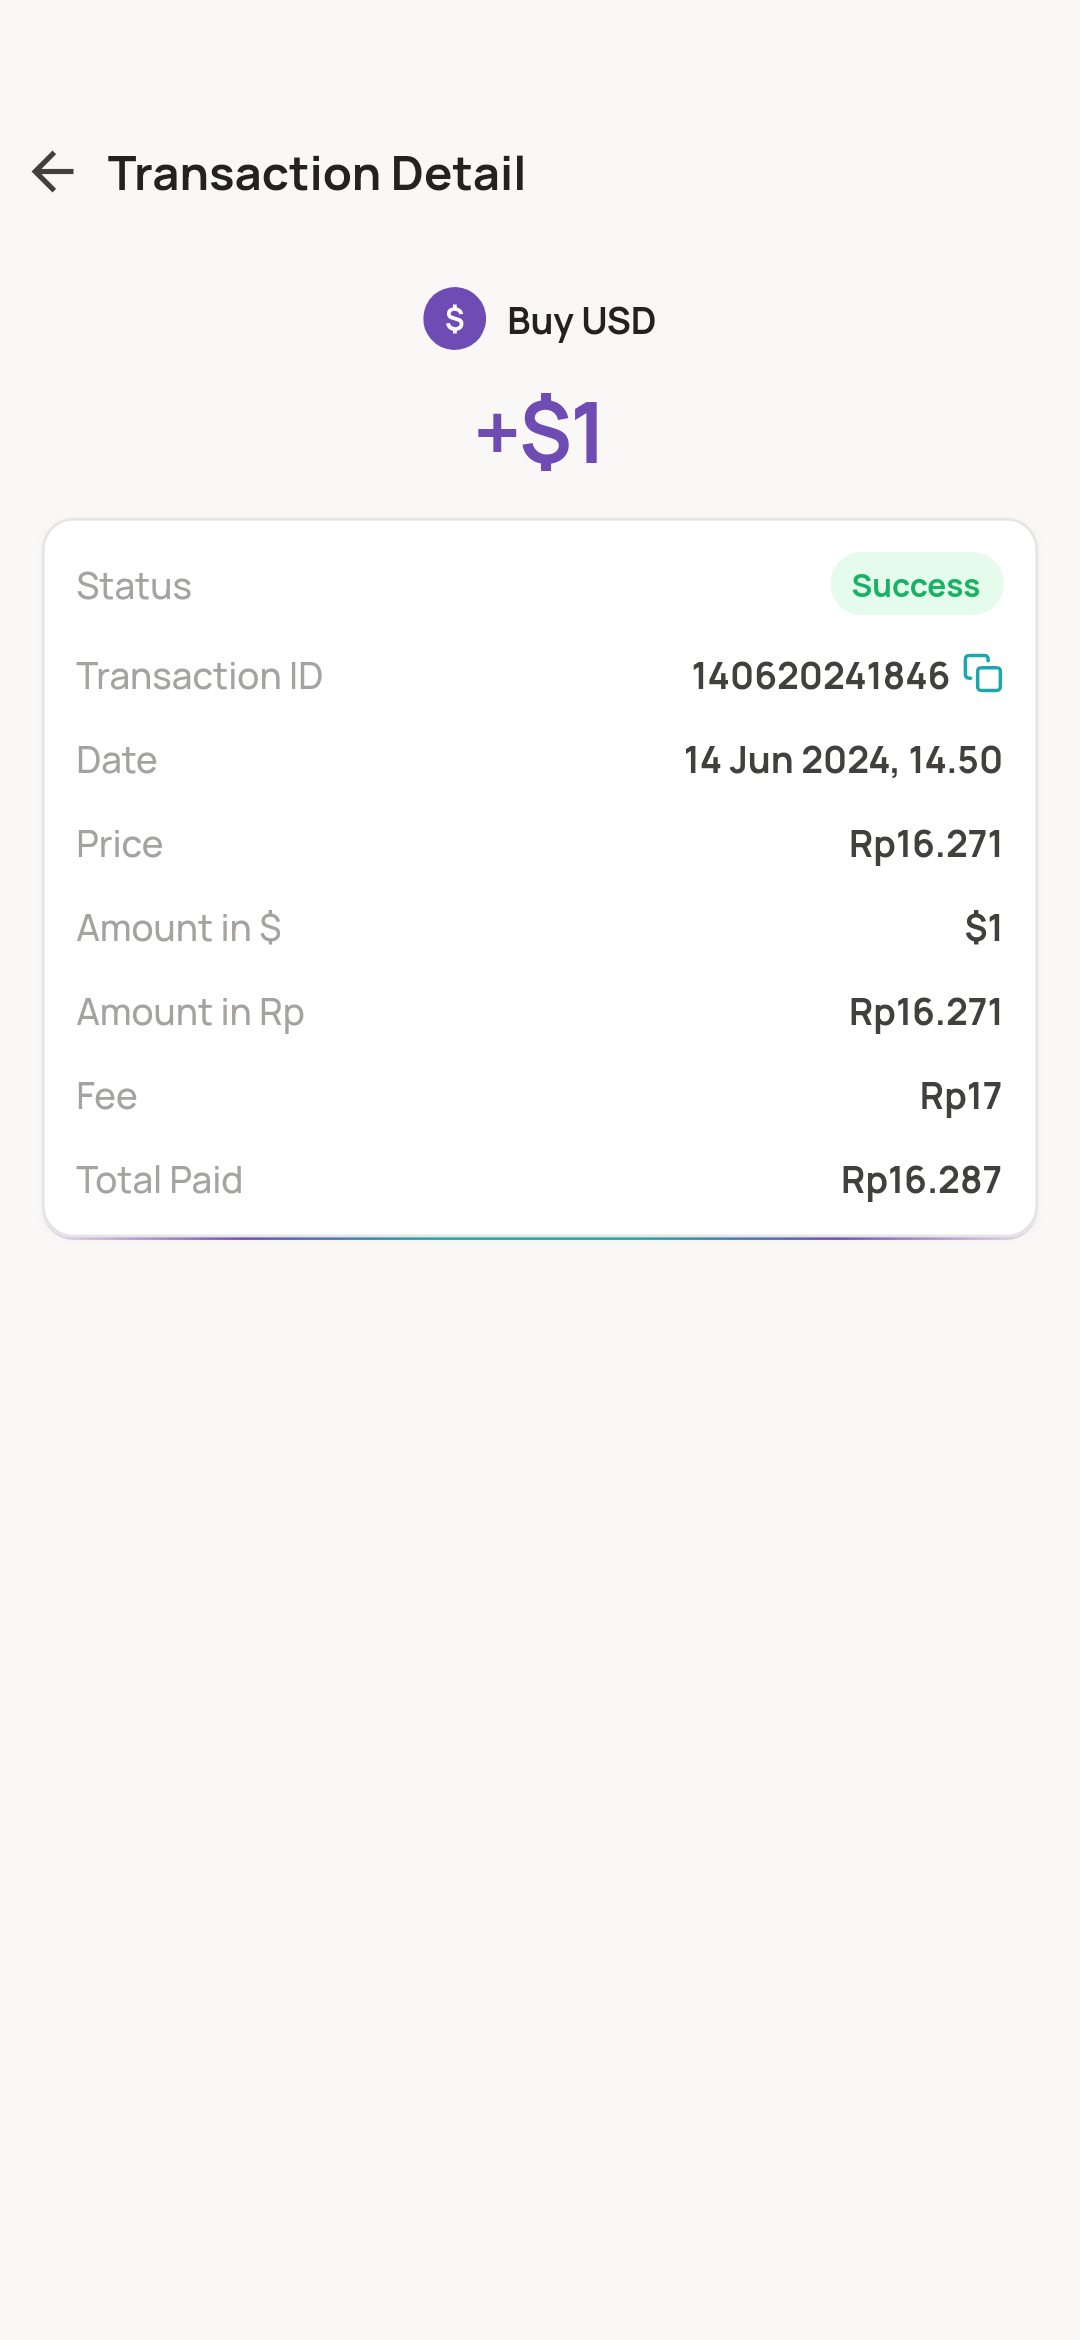 Transaction Detail
$ Buy USD
+$1
Status Success
Transaction ID 140620241846
Date 14 Jun 2024, 14.50
Price Rp16.271
Amount in $ $1
Amount in Rp Rp16.271
Fee Rp17
Total Paid Rp16.287